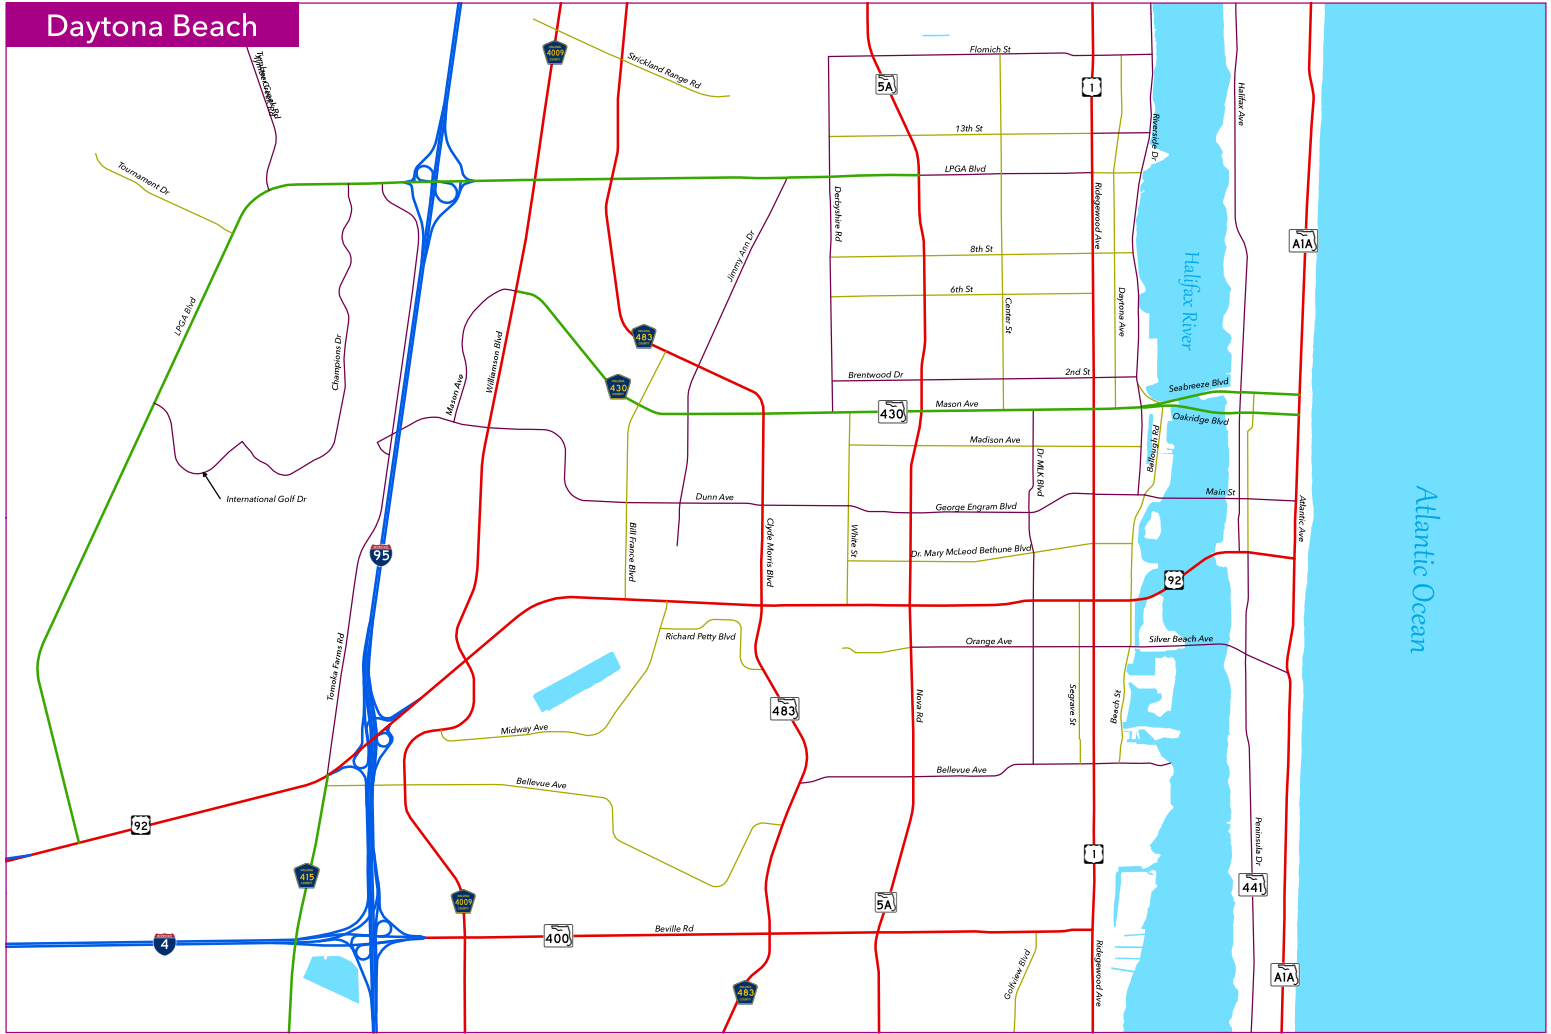 Daytona Beach
Flomich St
4009
Strickland Range Rd
5A
1
Halifax Ave
Tymber Creek Rd
13th St
Riverside Dr
Tournament Dr
LPGA Blvd
Derbyshire Rd
Ridegewood Ave
A1A
Jimmy Ann Dr
8th St
Halifax River
6th St
LPGA Blvd
Center St
Daytona Ave
483
Champions Dr
Williamson Blvd
Mason Ave
430
Brentwood Dr
2nd St
Seabreeze Blvd
Mason Ave
430
Oakridge Blvd
Madison Ave
Ballough Rd
Dr MLK Blvd
International Golf Dr
Dunn Ave
George Engram Blvd
Main St
Atlantic Ave
95
Bill France Blvd
Clyde Morris Blvd
White St
Dr. Mary McLeod Bethune Blvd
92
Atlantic Ocean
Richard Petty Blvd
Orange Ave
Silver Beach Ave
Tomoka Farms Rd
483
Nova Rd
Segrave St
Beach St
Midway Ave
Bellevue Ave
Bellevue Ave
92
1
Peninsula Dr
415
441
4009
5A
4
400
Beville Rd
Golfview Blvd
Ridegewood Ave
A1A
483